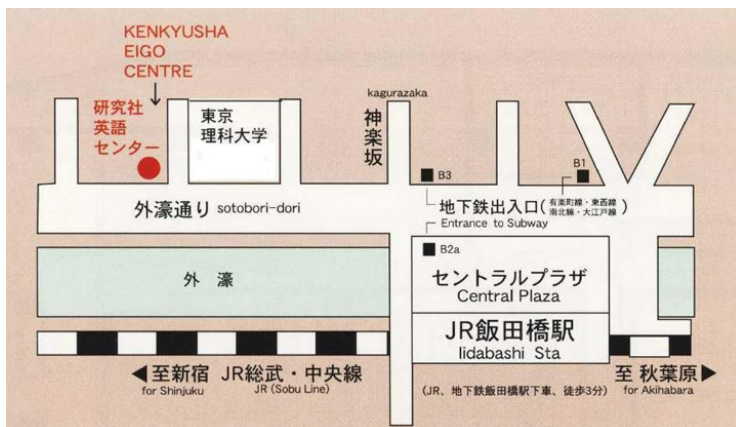 KENKYUSHA
EIGO
CENTRE
研究社
英語
センター
東京
理科大学
kagurazaka
神楽坂
B3
B1
外濠通り sotobori-dori
地下鉄出入口(有楽町線・東西線
南北線・大江戸線)
Entrance to Subway
B2a
外 濠
セントラルプラザ
Central Plaza
JR飯田橋駅
Iidabashi Sta
◀至新宿 JR総武・中央線
for Shinjuku JR (Sobu Line)
(JR、地下鉄飯田橋駅下車、徒歩3分)
至 秋葉原▶
for Akihabara